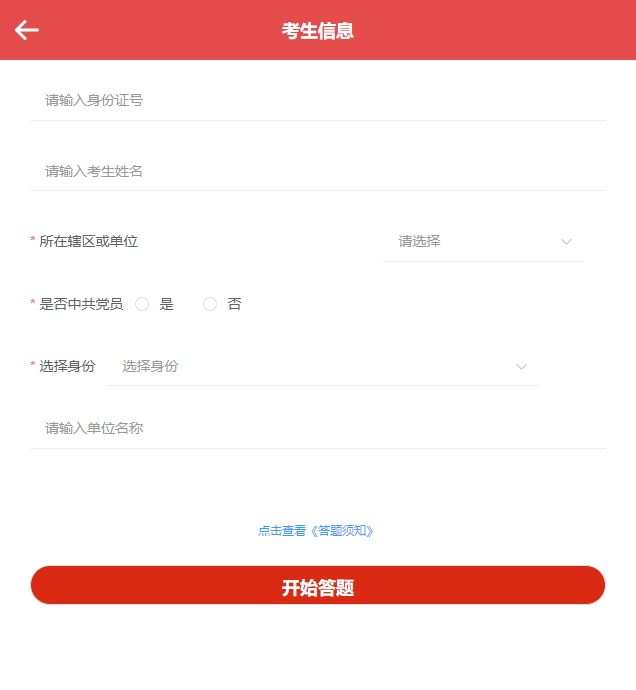 考生信息
请输入身份证号
请输入考生姓名
* 所在辖区或单位 请选择
* 是否中共党员 是 否
* 选择身份 选择身份
请输入单位名称
点击查看《答题须知》
开始答题